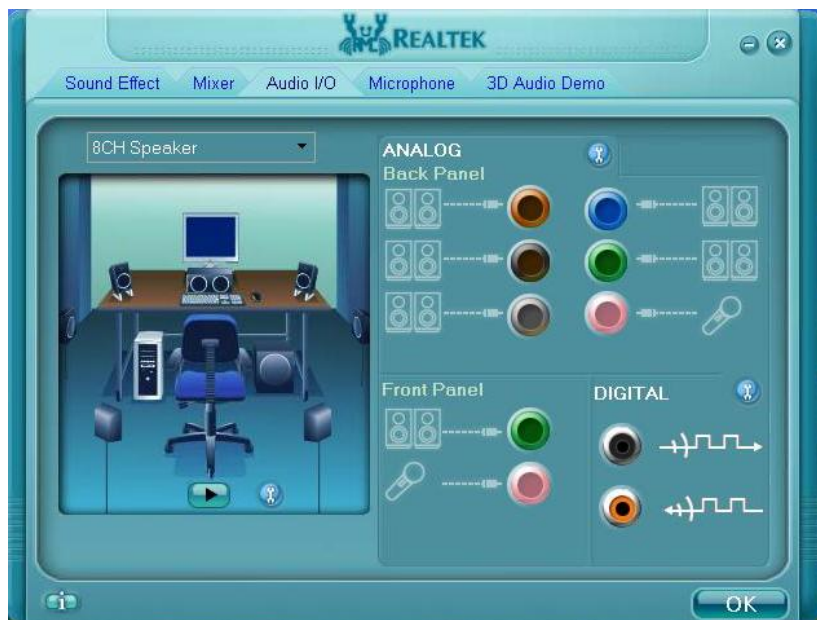 REALTEK
Sound Effect Mixer Audio I/O Microphone 3D Audio Demo
8CH Speaker
ANALOG
Back Panel
Front Panel
DIGITAL
i
OK